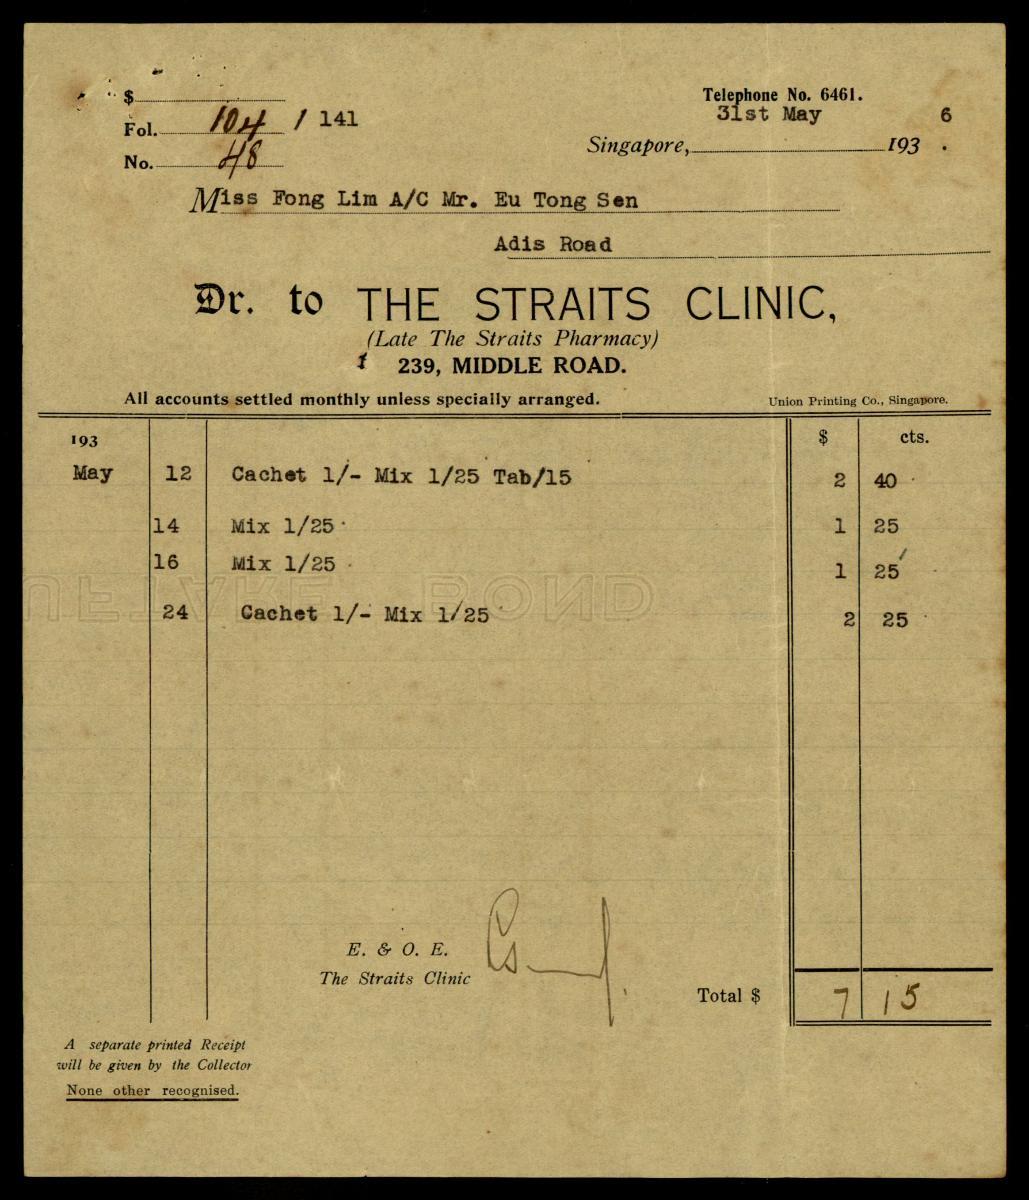 $
Telephone No. 6461.
Fol. 104 / 141
31st May 6
No. 48
Singapore, 193 .
Miss Fong Lim A/C Mr. Eu Tong Sen
Adis Road
Dr. to THE STRAITS CLINIC,
(Late The Straits Pharmacy)
239, MIDDLE ROAD.
All accounts settled monthly unless specially arranged.
Union Printing Co., Singapore.
193 $ cts.
May 12 Cachet 1/- Mix 1/25 Tab/15 2 40
14 Mix 1/25 1 25
16 Mix 1/25 1 25
BOND
24 Cachet 1/- Mix 1/25 2 25
E. & O. E.
The Straits Clinic
Total $ 7 15
A separate printed Receipt
will be given by the Collector
None other recognised.